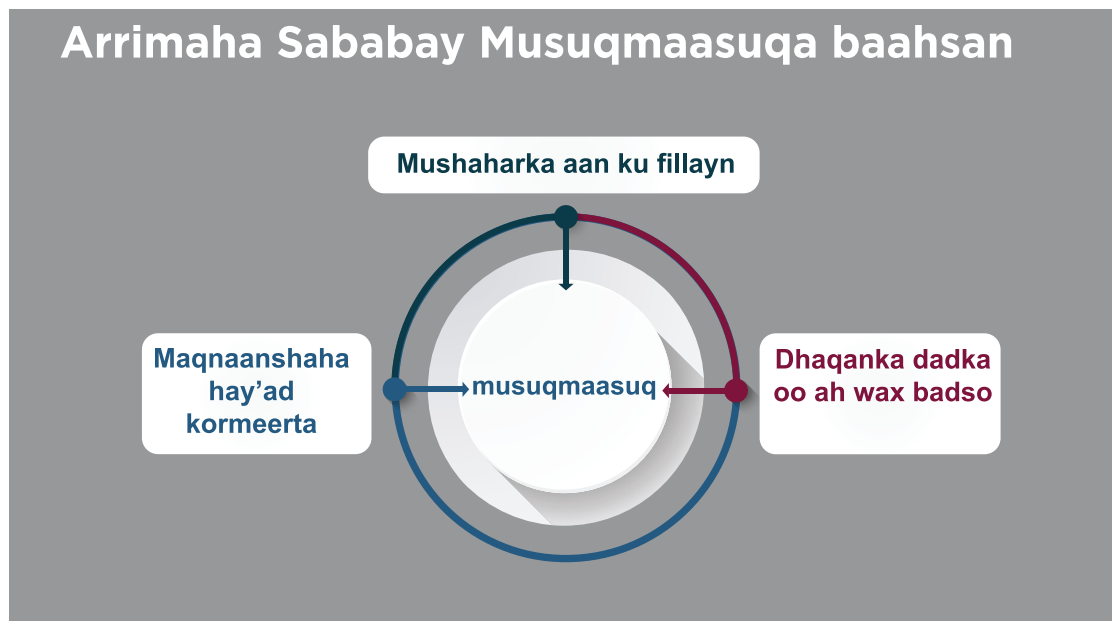 Arrimaha Sababay Musuqmaasuqa baahsan
Mushaharka aan ku fillayn
Maqnaanshaha
hay’ad
kormeerta
musuqmaasuq
Dhaqanka dadka
oo ah wax badso